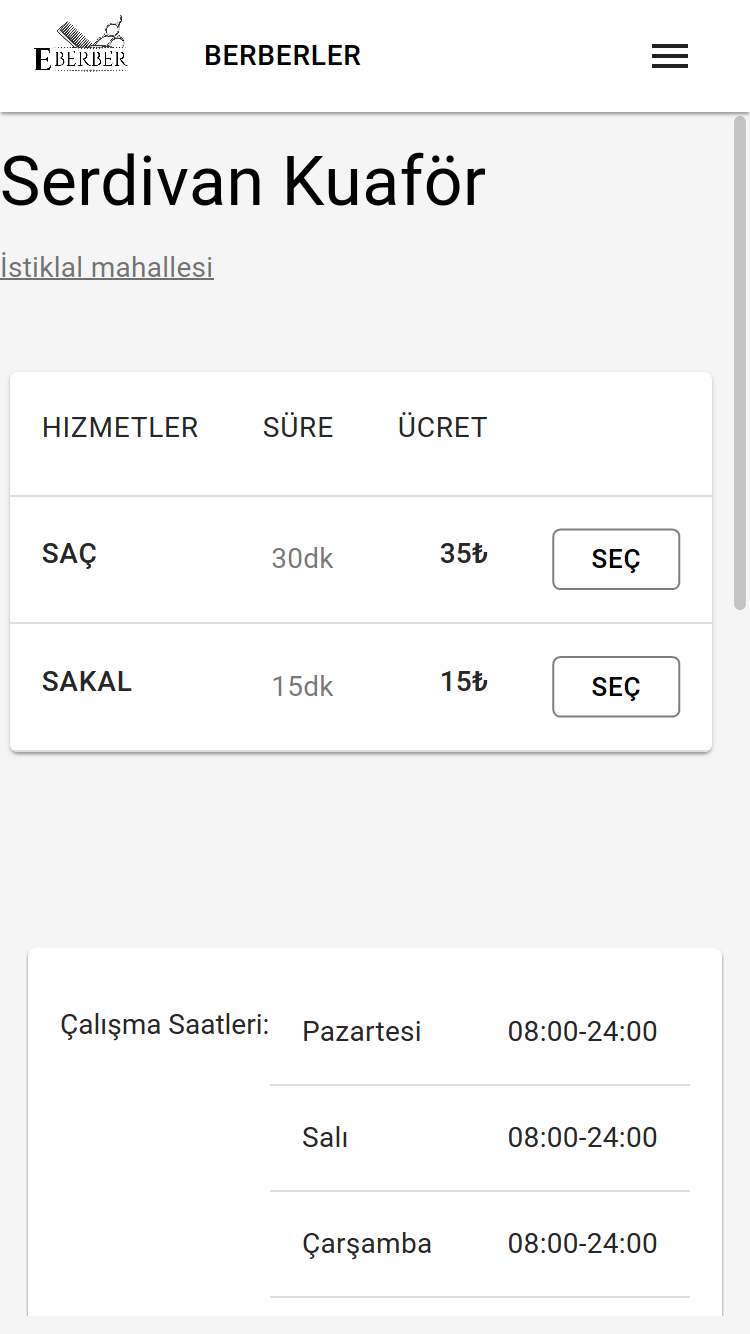 EBERBER
BERBERLER
Serdivan Kuaför
İstiklal mahallesi
HIZMETLER SÜRE ÜCRET
SAÇ 30dk 35₺ SEÇ
SAKAL 15dk 15₺ SEÇ
Çalışma Saatleri: Pazartesi 08:00-24:00
Salı 08:00-24:00
Çarşamba 08:00-24:00